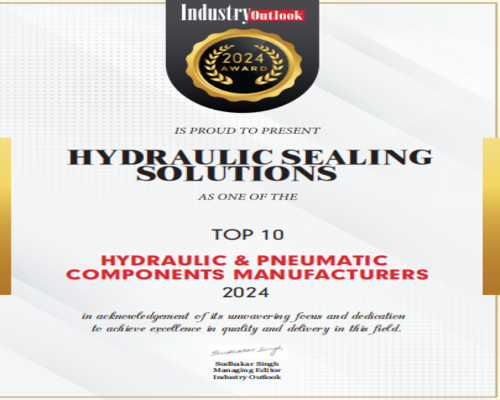 Industry Outlook
2024
AWARD
IS PROUD TO PRESENT
HYDRAULIC SEALING
SOLUTIONS
AS ONE OF THE
TOP 10
HYDRAULIC & PNEUMATIC
COMPONENTS MANUFACTURERS
2024
in acknowledgement of its unwavering focus and dedication
to achieve excellence in quality and delivery in this field.
Sudhakar Singh
Sudhakar Singh
Managing Editor
Industry Outlook